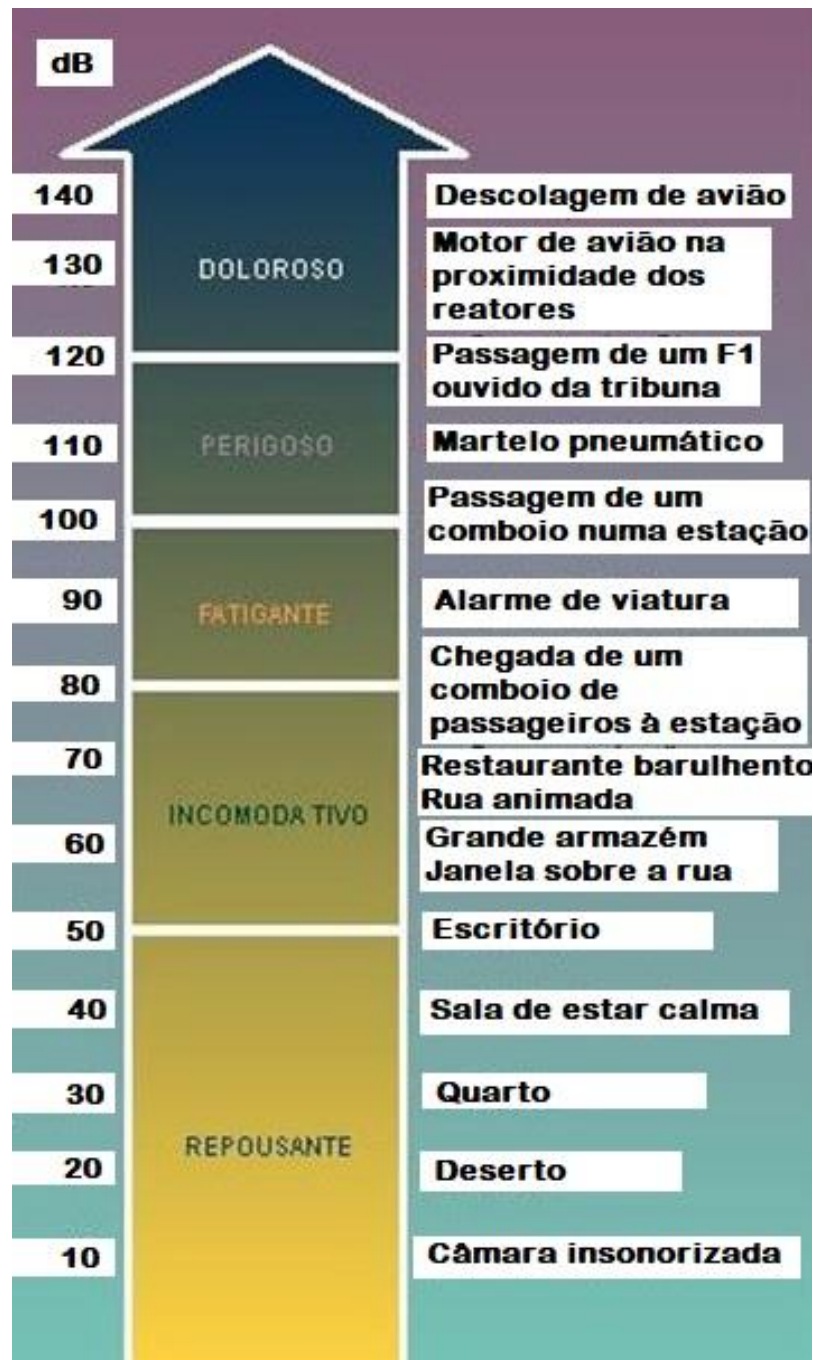 dB
140
Descolagem de avião
130
DOLOROSO
Motor de avião na
proximidade dos
reatores
120
Passagem de um F1
ouvido da tribuna
110
PERIGOSO
Martelo pneumático
100
Passagem de um
comboio numa estação
90
FATIGANTE
Alarme de viatura
80
Chegada de um
comboio de
passageiros à estação
70
Restaurante barulhento
Rua animada
INCOMODA TIVO
60
Grande armazém
Janela sobre a rua
50
Escritório
40
Sala de estar calma
30
Quarto
REPOUSANTE
20
Deserto
10
Câmara insonorizada